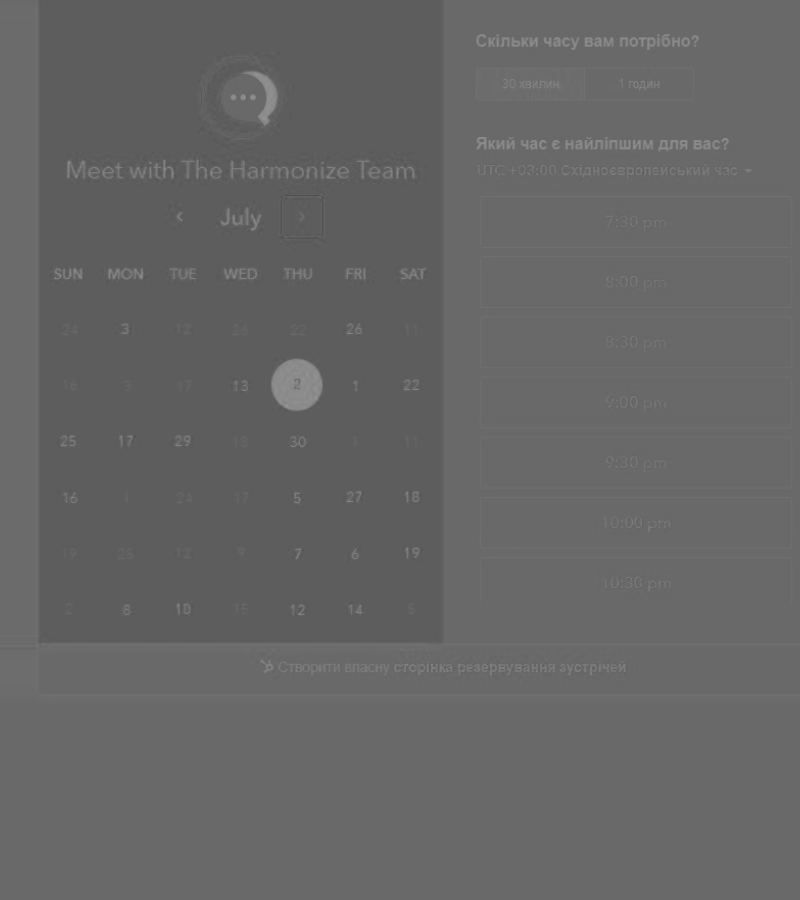 Meet with The Harmonize Team
‹ July ›
SUN MON TUE WED THU FRI SAT
24 3 12 26 22 26 11
16 3 17 13 2 1 22
25 17 29 18 30 1 11
16 24 17 5 27 18
19 25 12 9 7 6 19
2 8 10 15 12 14 5
Скільки часу вам потрібно?
30 хвилин 1 годин
Який час є найліпшим для вас?
UTC +03:00 Східноєвропейський час
7:30 pm
8:00 pm
8:30 pm
9:00 pm
9:30 pm
10:00 pm
10:30 pm
Створити власну сторінка резервування зустрічей